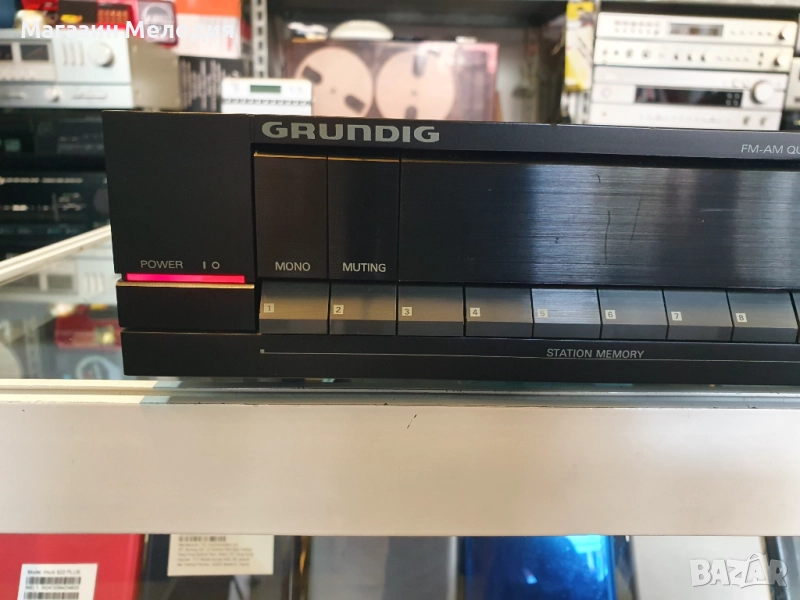 Магазин Мелодия
GRUNDIG
FM-AM QU
POWER I O
MONO
MUTING
1 2 3 4 5 6 7 8
STATION MEMORY
BAZAR